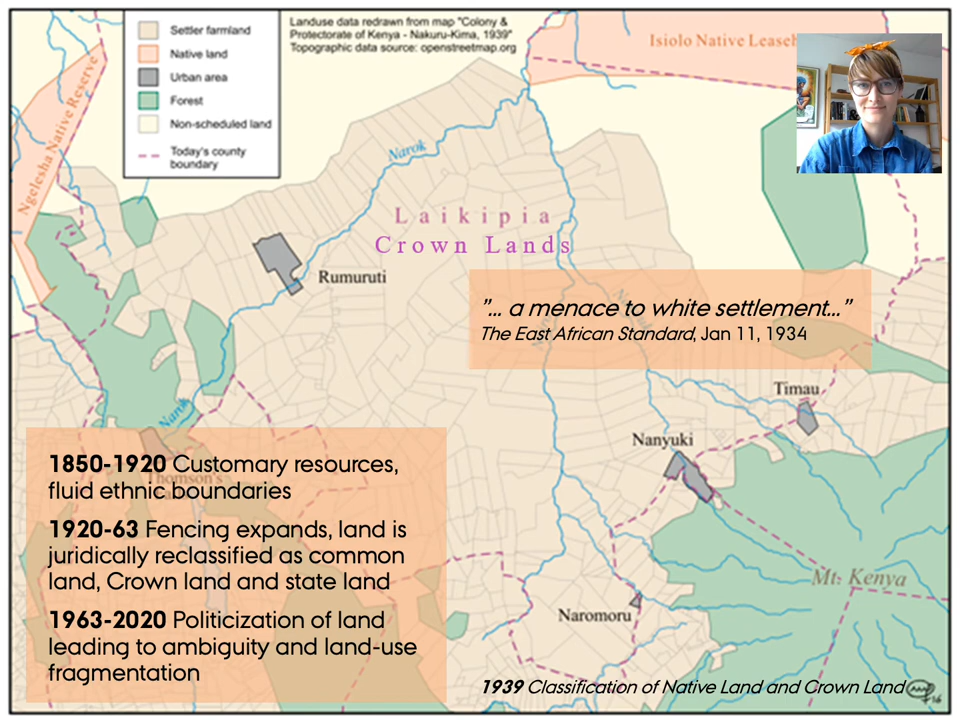 Landuse data redrawn from map "Colony &
Protectorate of Kenya - Nakuru-Kima, 1939"
Topographic data source: openstreetmap.org
Settler farmland
Native land
Urban area
Forest
Non-scheduled land
Today's county
boundary
Isiolo Native Leaseh
Ngelesha Native Reserve
Narok
Laikipia
Crown Lands
Rumuruti
"... a menace to white settlement..."
The East African Standard, Jan 11, 1934
Timau
Narok
Nanyuki
1850-1920 Customary resources,
fluid ethnic boundaries
1920-63 Fencing expands, land is
juridically reclassified as common
land, Crown land and state land
1963-2020 Politicization of land
leading to ambiguity and land-use
fragmentation
Thomson's
Mt. Kenya
Naromoru
1939 Classification of Native Land and Crown Land